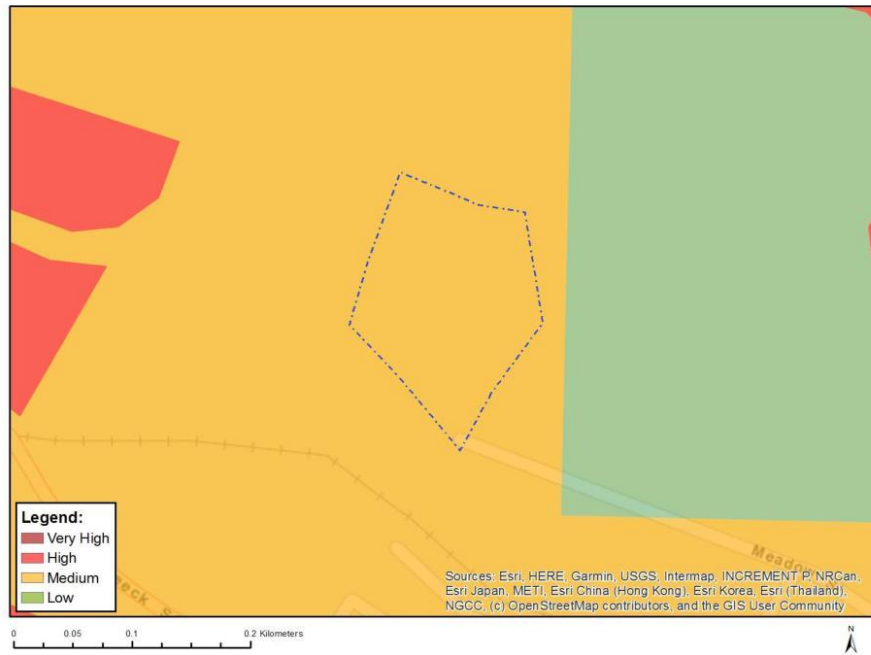 Legend:
Very High
High
Medium
Low
Meadow
Sources: Esri, HERE, Garmin, USGS, Intermap, INCREMENT P, NRCan,
Esri Japan, METI, Esri China (Hong Kong), Esri Korea, Esri (Thailand),
NGCC, (c) OpenStreetMap contributors, and the GIS User Community
0 0.05 0.1 0.2 Kilometers
N